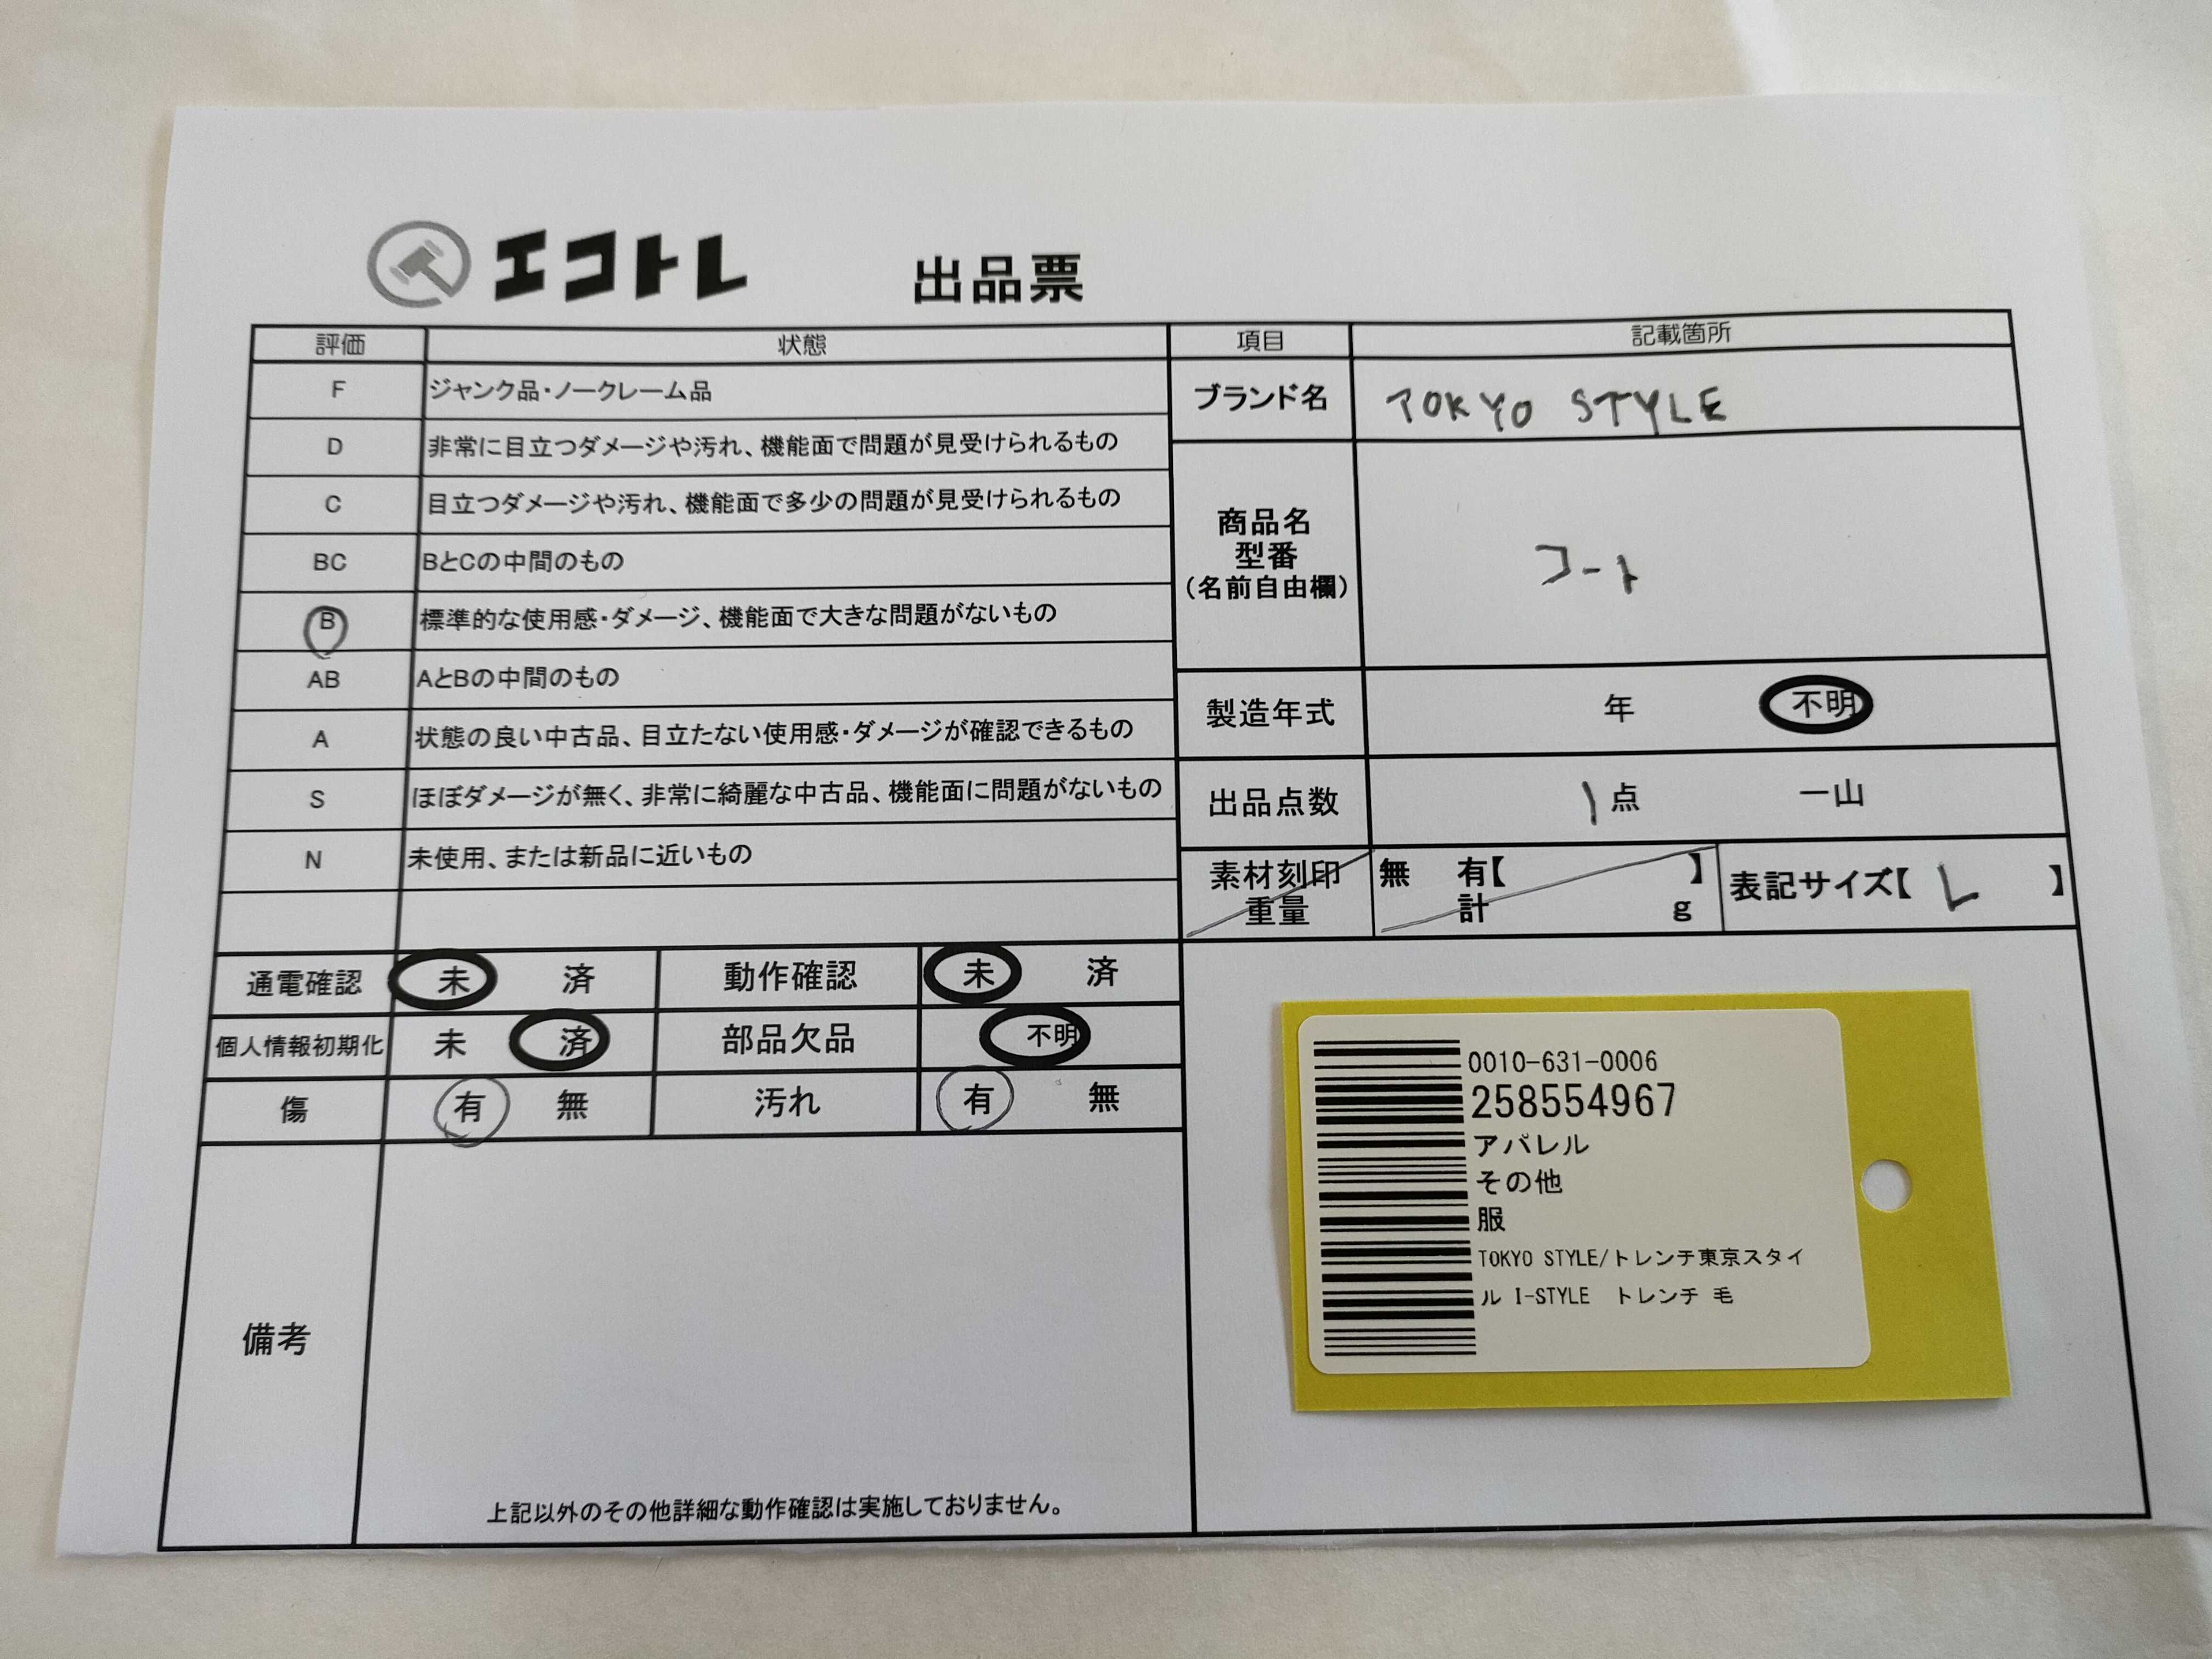 エコトレ 出品票
評価 状態
F ジャンク品・ノークレーム品
D 非常に目立つダメージや汚れ、機能面で問題が見受けられるもの
C 目立つダメージや汚れ、機能面で多少の問題が見受けられるもの
BC BとCの中間のもの
B 標準的な使用感・ダメージ、機能面で大きな問題がないもの
AB AとBの中間のもの
A 状態の良い中古品、目立たない使用感・ダメージが確認できるもの
S ほぼダメージが無く、非常に綺麗な中古品、機能面に問題がないもの
N 未使用、または新品に近いもの
項目 記載箇所
ブランド名 TOKYO STYLE
商品名
型番
(名前自由欄)
コート
製造年式 年 不明
出品点数 1点 一山
素材刻印 無 有【 】
重量 計 g
表記サイズ【 L 】
通電確認 未 済 動作確認 未 済
個人情報初期化 未 済 部品欠品 不明
傷 有 無 汚れ 有 無
備考
上記以外のその他詳細な動作確認は実施しておりません。
0010-631-0006
258554967
アパレル
その他
服
TOKYO STYLE/トレンチ東京スタイ
ル I-STYLE トレンチ 毛